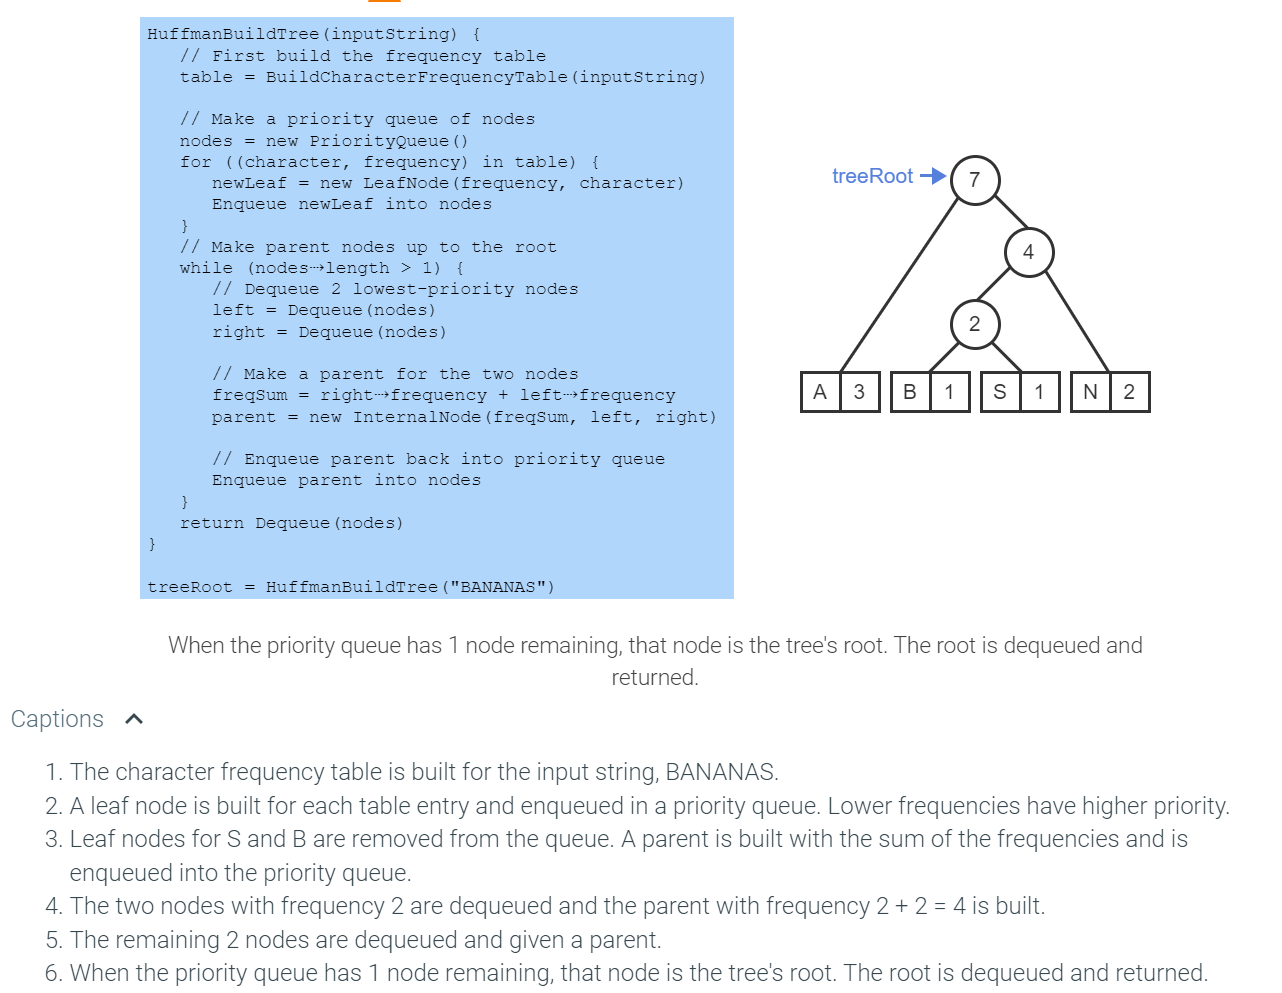 HuffmanBuildTree(inputString) {
// First build the frequency table
table = BuildCharacterFrequencyTable(inputString)
// Make a priority queue of nodes
nodes = new PriorityQueue()
for ((character, frequency) in table) {
newLeaf = new LeafNode(frequency, character)
Enqueue newLeaf into nodes
}
// Make parent nodes up to the root
while (nodes⇢length > 1) {
// Dequeue 2 lowest-priority nodes
left = Dequeue(nodes)
right = Dequeue(nodes)
// Make a parent for the two nodes
freqSum = right⇢frequency + left⇢frequency
parent = new InternalNode(freqSum, left, right)
// Enqueue parent back into priority queue
Enqueue parent into nodes
}
return Dequeue(nodes)
}
treeRoot = HuffmanBuildTree("BANANAS")
treeRoot 7
4
2
A 3 B 1 S 1 N 2
When the priority queue has 1 node remaining, that node is the tree's root. The root is dequeued and
returned.
Captions
1. The character frequency table is built for the input string, BANANAS.
2. A leaf node is built for each table entry and enqueued in a priority queue. Lower frequencies have higher priority.
3. Leaf nodes for S and B are removed from the queue. A parent is built with the sum of the frequencies and is
enqueued into the priority queue.
4. The two nodes with frequency 2 are dequeued and the parent with frequency 2 + 2 = 4 is built.
5. The remaining 2 nodes are dequeued and given a parent.
6. When the priority queue has 1 node remaining, that node is the tree's root. The root is dequeued and returned.